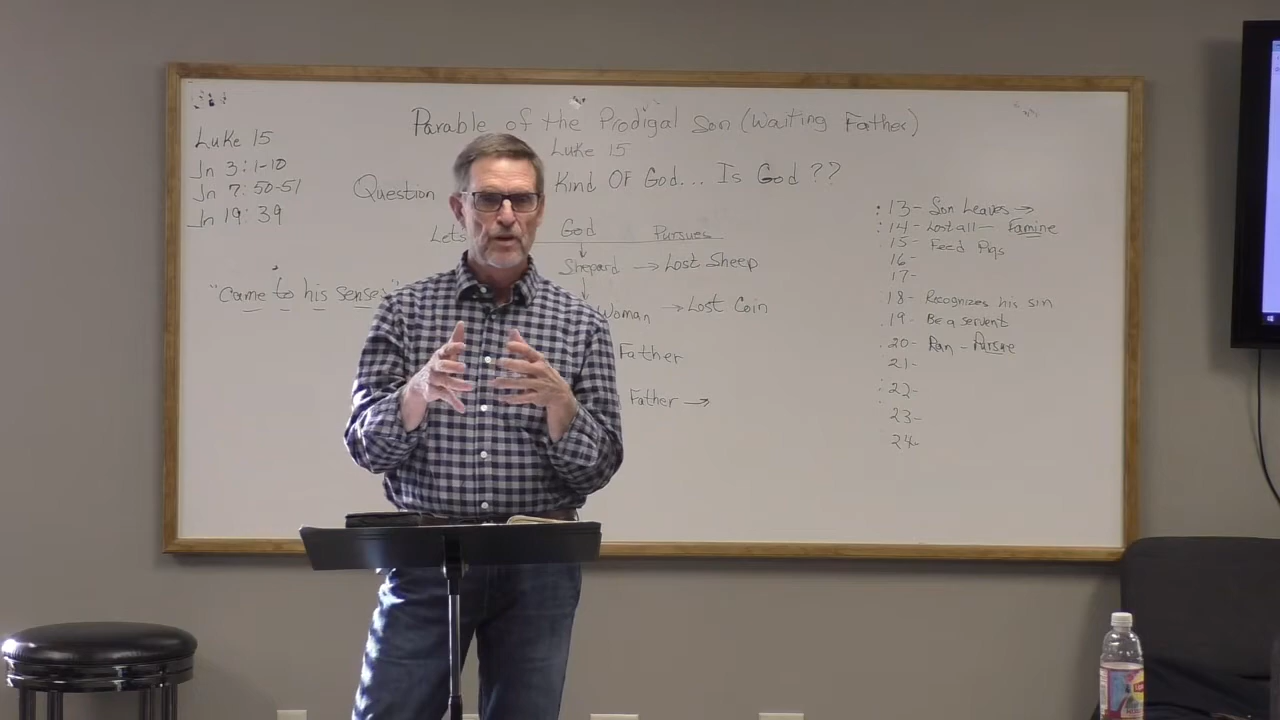 Parable of the Prodigal Son (Waiting Father)
Luke 15
Luke 15
Jn 3:1-10
Jn 7:50-51
Jn 19:39
Question Kind Of God... Is God??
Let's God Pursues
Shepard → Lost Sheep
Woman → Lost Coin
Father
Father →
"Came to his senses"
:13- Son Leaves →
:14- Lost all- Famine
:15- Feed Pigs
16-
17-
.18- Recognizes his sin
.19- Be a servent
.20- Ran - Pursue
21-
:22-
23-
24-